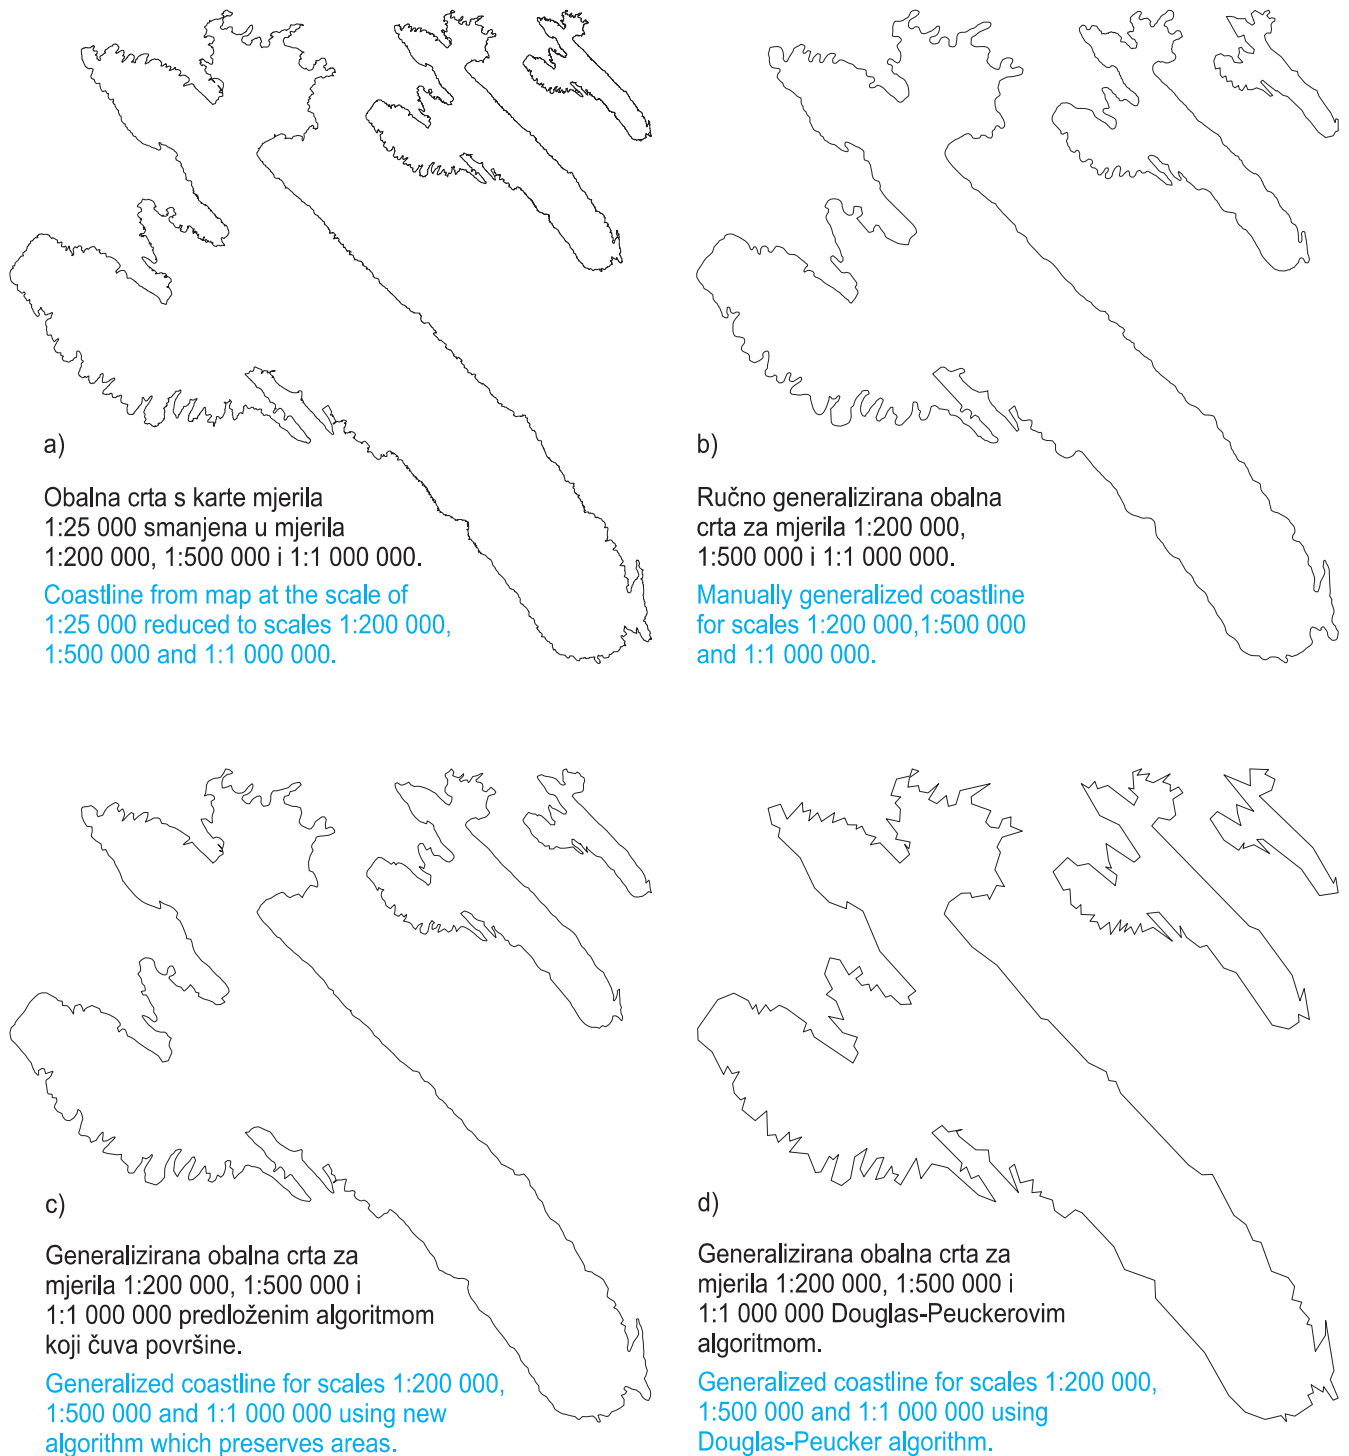 a)
Obalna crta s karte mjerila
1:25 000 smanjena u mjerila
1:200 000, 1:500 000 i 1:1 000 000.
Coastline from map at the scale of
1:25 000 reduced to scales 1:200 000,
1:500 000 and 1:1 000 000.
b)
Ručno generalizirana obalna
crta za mjerila 1:200 000,
1:500 000 i 1:1 000 000.
Manually generalized coastline
for scales 1:200 000,1:500 000
and 1:1 000 000.
c)
Generalizirana obalna crta za
mjerila 1:200 000, 1:500 000 i
1:1 000 000 predloženim algoritmom
koji čuva površine.
Generalized coastline for scales 1:200 000,
1:500 000 and 1:1 000 000 using new
algorithm which preserves areas.
d)
Generalizirana obalna crta za
mjerila 1:200 000, 1:500 000 i
1:1 000 000 Douglas-Peuckerovim
algoritmom.
Generalized coastline for scales 1:200 000,
1:500 000 and 1:1 000 000 using
Douglas-Peucker algorithm.